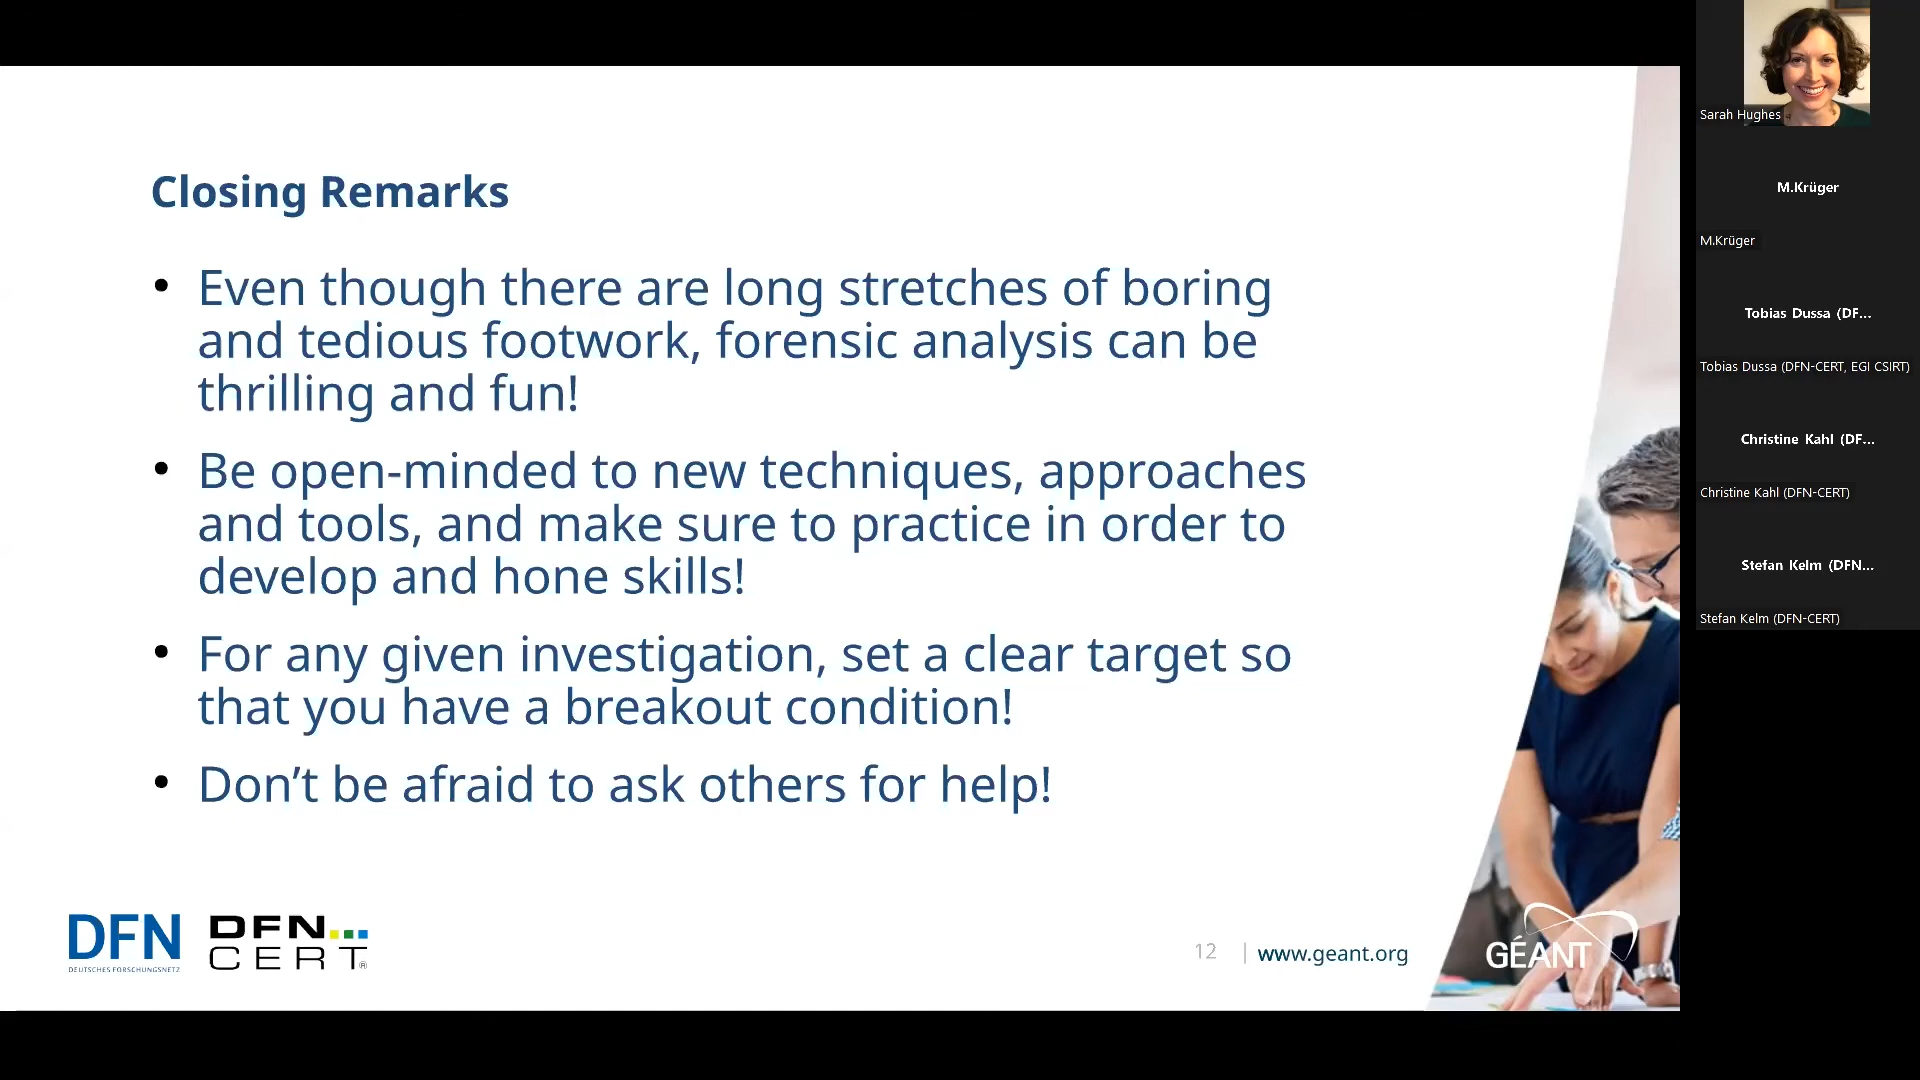 Closing Remarks
• Even though there are long stretches of boring
and tedious footwork, forensic analysis can be
thrilling and fun!
• Be open-minded to new techniques, approaches
and tools, and make sure to practice in order to
develop and hone skills!
• For any given investigation, set a clear target so
that you have a breakout condition!
• Don’t be afraid to ask others for help!
DFN
DEUTSCHES FORSCHUNGSNETZ
DFN
CERT®
12 | www.geant.org
GÉANT
Sarah Hughes
M.Krüger
M.Krüger
Tobias Dussa (DF...
Tobias Dussa (DFN-CERT, EGI CSIRT)
Christine Kahl (DF...
Christine Kahl (DFN-CERT)
Stefan Kelm (DFN...
Stefan Kelm (DFN-CERT)